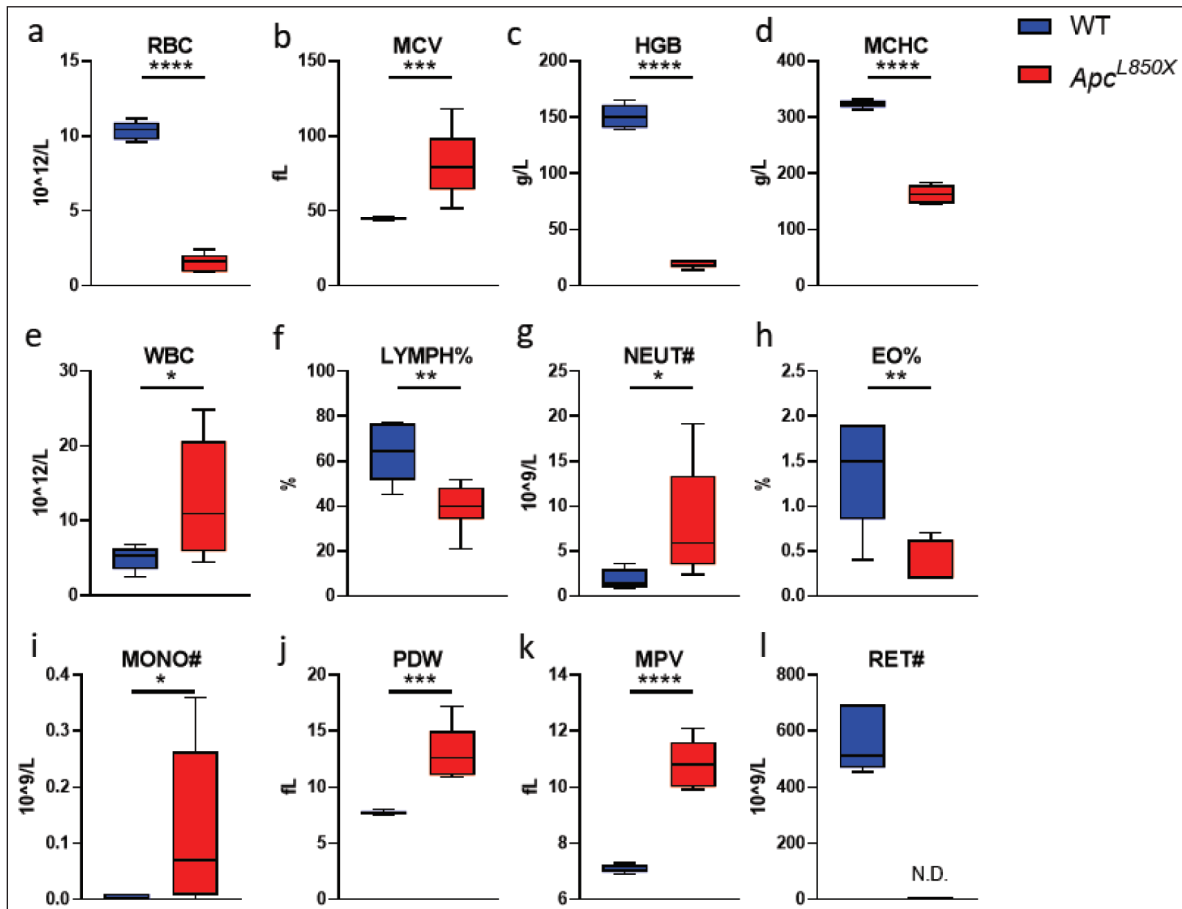 WT
Apc^L850X
a
RBC
****
10^12/L
15
10
5
0
b
MCV
***
fL
150
100
50
0
c
HGB
****
g/L
200
150
100
50
0
d
MCHC
****
g/L
400
300
200
100
0
e
WBC
*
10^12/L
30
20
10
0
f
LYMPH%
**
%
100
80
60
40
20
0
g
NEUT#
*
10^9/L
25
20
15
10
5
0
h
EO%
**
%
2.5
2.0
1.5
1.0
0.5
0.0
i
MONO#
*
10^9/L
0.4
0.3
0.2
0.1
0.0
j
PDW
***
fL
20
15
10
5
0
k
MPV
****
fL
14
12
10
8
6
l
RET#
10^9/L
800
600
400
200
0
N.D.